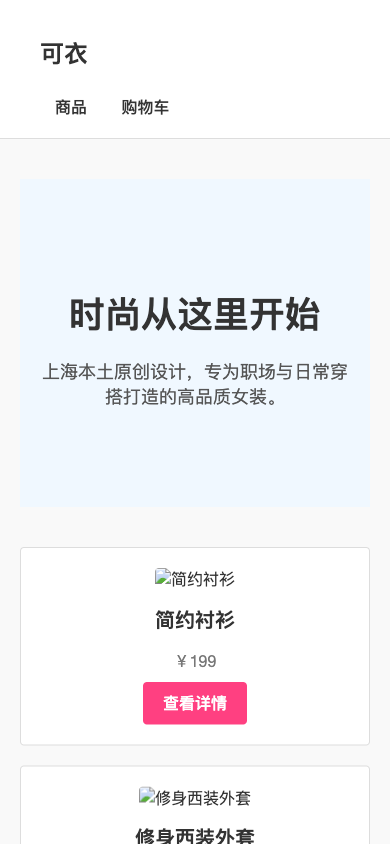 可衣
商品 购物车
时尚从这里开始
上海本土原创设计，专为职场与日常穿
搭打造的高品质女装。
简约衬衫
简约衬衫
¥ 199
查看详情
修身西装外套
修身西装外套